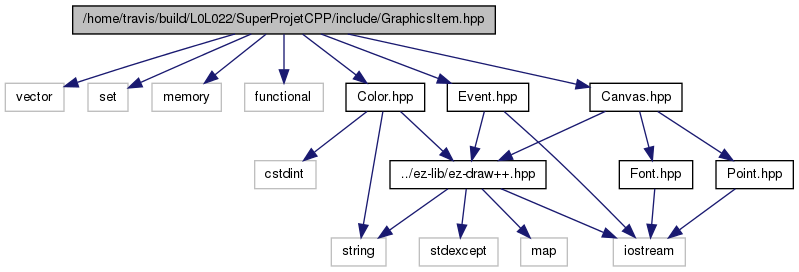 /home/travis/build/L0L022/SuperProjetCPP/include/GraphicsItem.hpp
vector
set
memory
functional
Color.hpp
Event.hpp
Canvas.hpp
cstdint
../ez-lib/ez-draw++.hpp
Font.hpp
Point.hpp
string
stdexcept
map
iostream